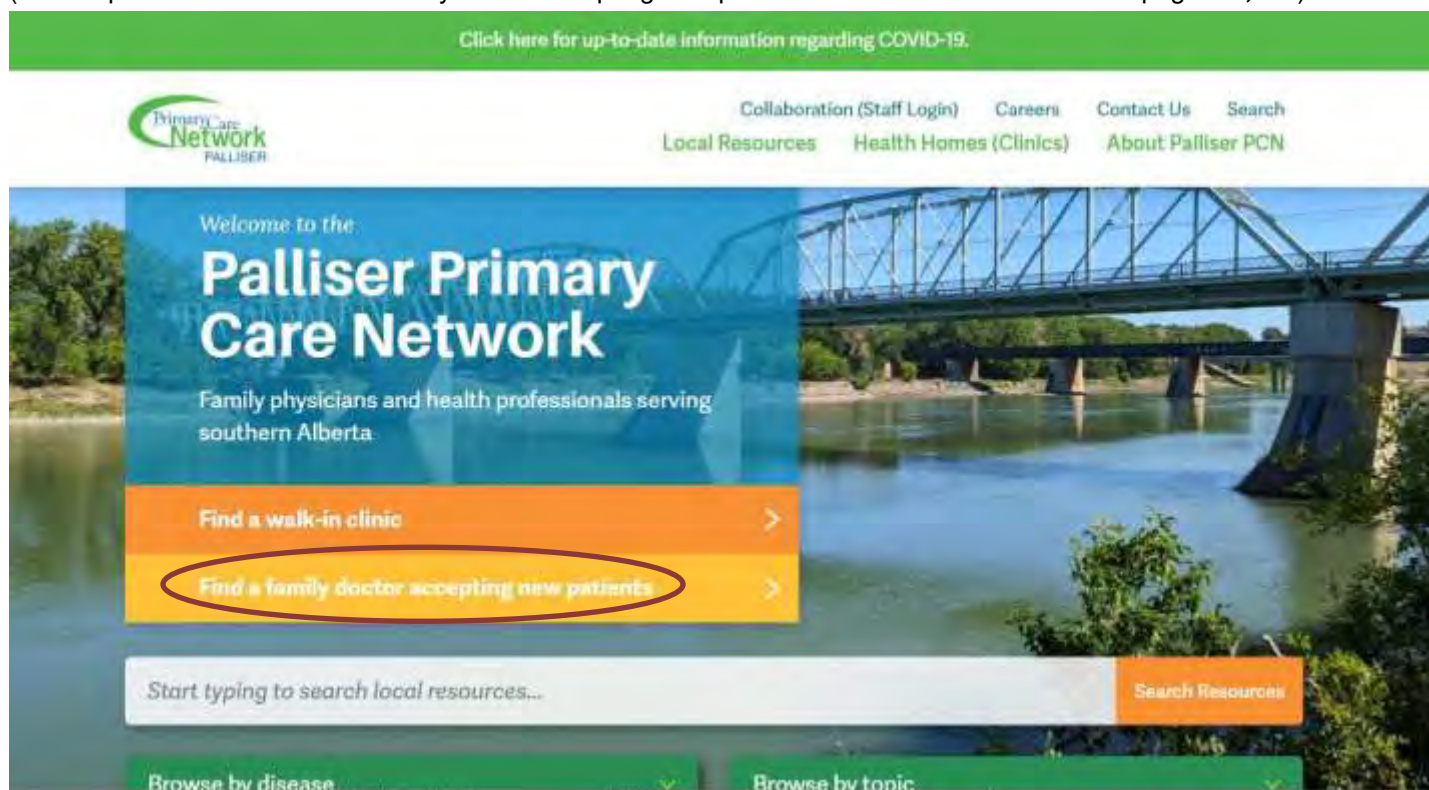 Click here for up-to-date information regarding COVID-19.
Primary Care
Network
PALLISER
Collaboration (Staff Login) Careers Contact Us Search
Local Resources Health Homes (Clinics) About Palliser PCN
Welcome to the
Palliser Primary
Care Network
Family physicians and health professionals serving
southern Alberta
Find a walk-in clinic
Find a family doctor accepting new patients
Start typing to search local resources...
Search Resources
Browse by disease
Browse by topic